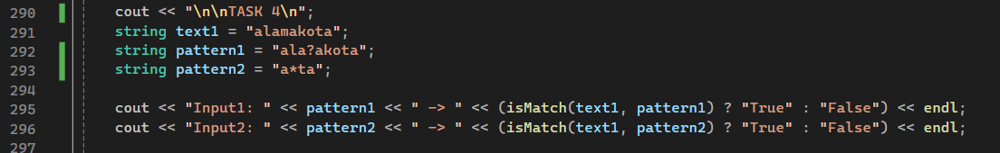 290 cout << "\n\nTASK 4\n";
291 string text1 = "alamakota";
292 string pattern1 = "ala?akota";
293 string pattern2 = "a*ta";
294
295 cout << "Input1: " << pattern1 << " -> " << (isMatch(text1, pattern1) ? "True" : "False") << endl;
296 cout << "Input2: " << pattern2 << " -> " << (isMatch(text1, pattern2) ? "True" : "False") << endl;
297